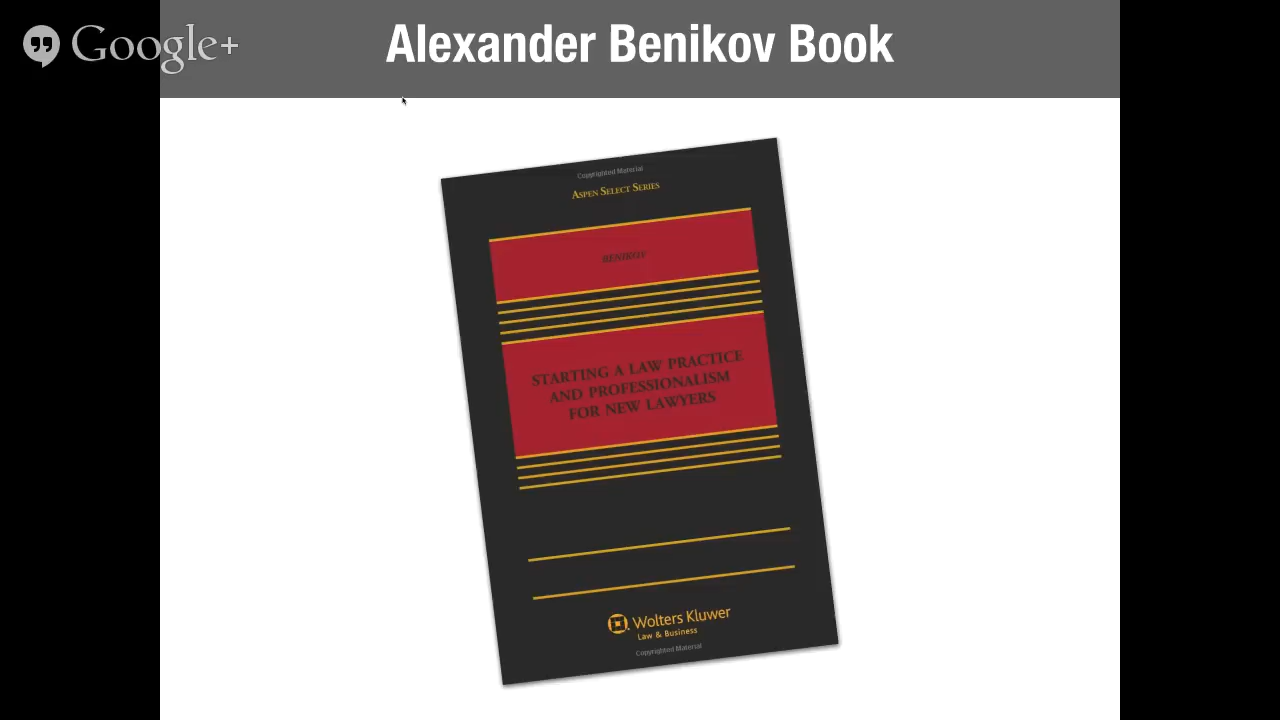 Google+
Alexander Benikov Book
Copyrighted Material
ASPEN SELECT SERIES
BENIKOV
STARTING A LAW PRACTICE
AND PROFESSIONALISM
FOR NEW LAWYERS
Wolters Kluwer
Law & Business
Copyrighted Material